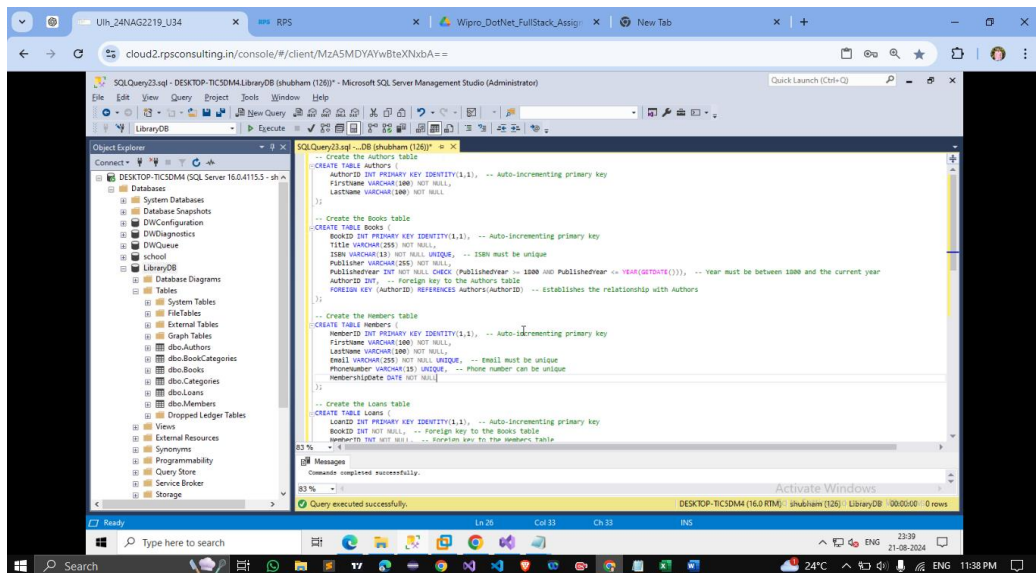 Ulh_24NAG2219_U34
RPS RPS
Wipro_DotNet_FullStack_Assign
New Tab
cloud2.rpsconsulting.in/console/#/client/MzA5MDYAYwBteXNxbA==
SQLQuery23.sql - DESKTOP-TIC5DM4.LibraryDB (shubham (126))* - Microsoft SQL Server Management Studio (Administrator)
Quick Launch (Ctrl+Q)
File Edit View Query Project Tools Window Help
New Query
LibraryDB
Execute
Object Explorer
SQLQuery23.sql -...DB (shubham (126))*
Connect
DESKTOP-TIC5DM4 (SQL Server 16.0.4115.5 - sh
Databases
System Databases
Database Snapshots
DWConfiguration
DWDiagnostics
DWQueue
school
LibraryDB
Database Diagrams
Tables
System Tables
FileTables
External Tables
Graph Tables
dbo.Authors
dbo.BookCategories
dbo.Books
dbo.Categories
dbo.Loans
dbo.Members
Dropped Ledger Tables
Views
External Resources
Synonyms
Programmability
Query Store
Service Broker
Storage
-- Create the Authors table
CREATE TABLE Authors (
AuthorID INT PRIMARY KEY IDENTITY(1,1), -- Auto-incrementing primary key
FirstName VARCHAR(100) NOT NULL,
LastName VARCHAR(100) NOT NULL
);
-- Create the Books table
CREATE TABLE Books (
BookID INT PRIMARY KEY IDENTITY(1,1), -- Auto-incrementing primary key
Title VARCHAR(255) NOT NULL,
ISBN VARCHAR(13) NOT NULL UNIQUE, -- ISBN must be unique
Publisher VARCHAR(255) NOT NULL,
PublishedYear INT NOT NULL CHECK (PublishedYear >= 1800 AND PublishedYear <= YEAR(GETDATE())), -- Year must be between 1800 and the current year
AuthorID INT, -- Foreign key to the Authors table
FOREIGN KEY (AuthorID) REFERENCES Authors(AuthorID) -- Establishes the relationship with Authors
);
-- Create the Members table
CREATE TABLE Members (
MemberID INT PRIMARY KEY IDENTITY(1,1), -- Auto-incrementing primary key
FirstName VARCHAR(100) NOT NULL,
LastName VARCHAR(100) NOT NULL,
Email VARCHAR(255) NOT NULL UNIQUE, -- Email must be unique
PhoneNumber VARCHAR(15) UNIQUE, -- Phone number can be unique
MembershipDate DATE NOT NULL
);
-- Create the Loans table
CREATE TABLE Loans (
LoanID INT PRIMARY KEY IDENTITY(1,1), -- Auto-incrementing primary key
BookID INT NOT NULL, -- Foreign key to the Books table
MemberID INT NOT NULL, -- Foreign key to the Members table
83 %
Messages
Commands completed successfully.
83 %
Activate Windows
Query executed successfully.
DESKTOP-TIC5DM4 (16.0 RTM) shubham (126) LibraryDB 00:00:00 0 rows
Ready
Ln 26 Col 33 Ch 33 INS
Type here to search
ENG
23:39
21-08-2024
Search
24°C
ENG 11:38 PM